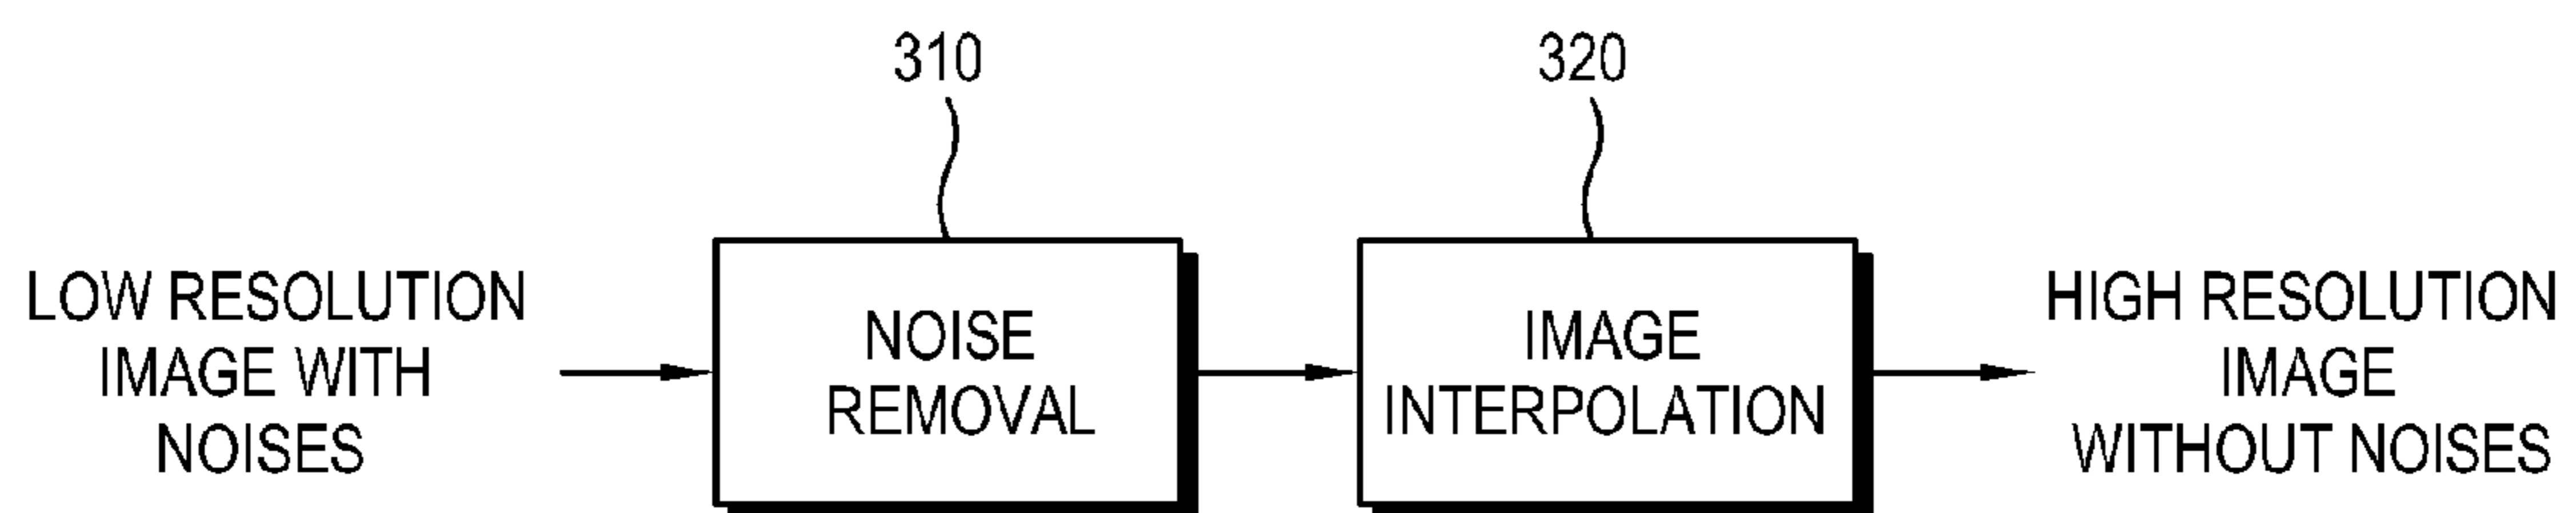 310
320
LOW RESOLUTION
IMAGE WITH
NOISES
NOISE
REMOVAL
IMAGE
INTERPOLATION
HIGH RESOLUTION
IMAGE
WITHOUT NOISES